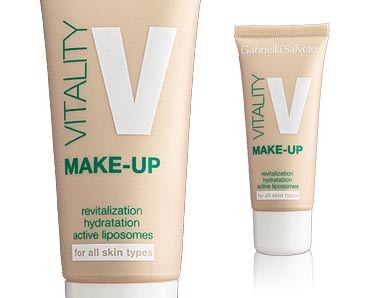 VITALITY
V
MAKE-UP
revitalization
hydratation
active liposomes
for all skin types
Gabriella Salvete
VITALITY
V
MAKE-UP
revitalization
hydratation
active liposomes
for all skin types